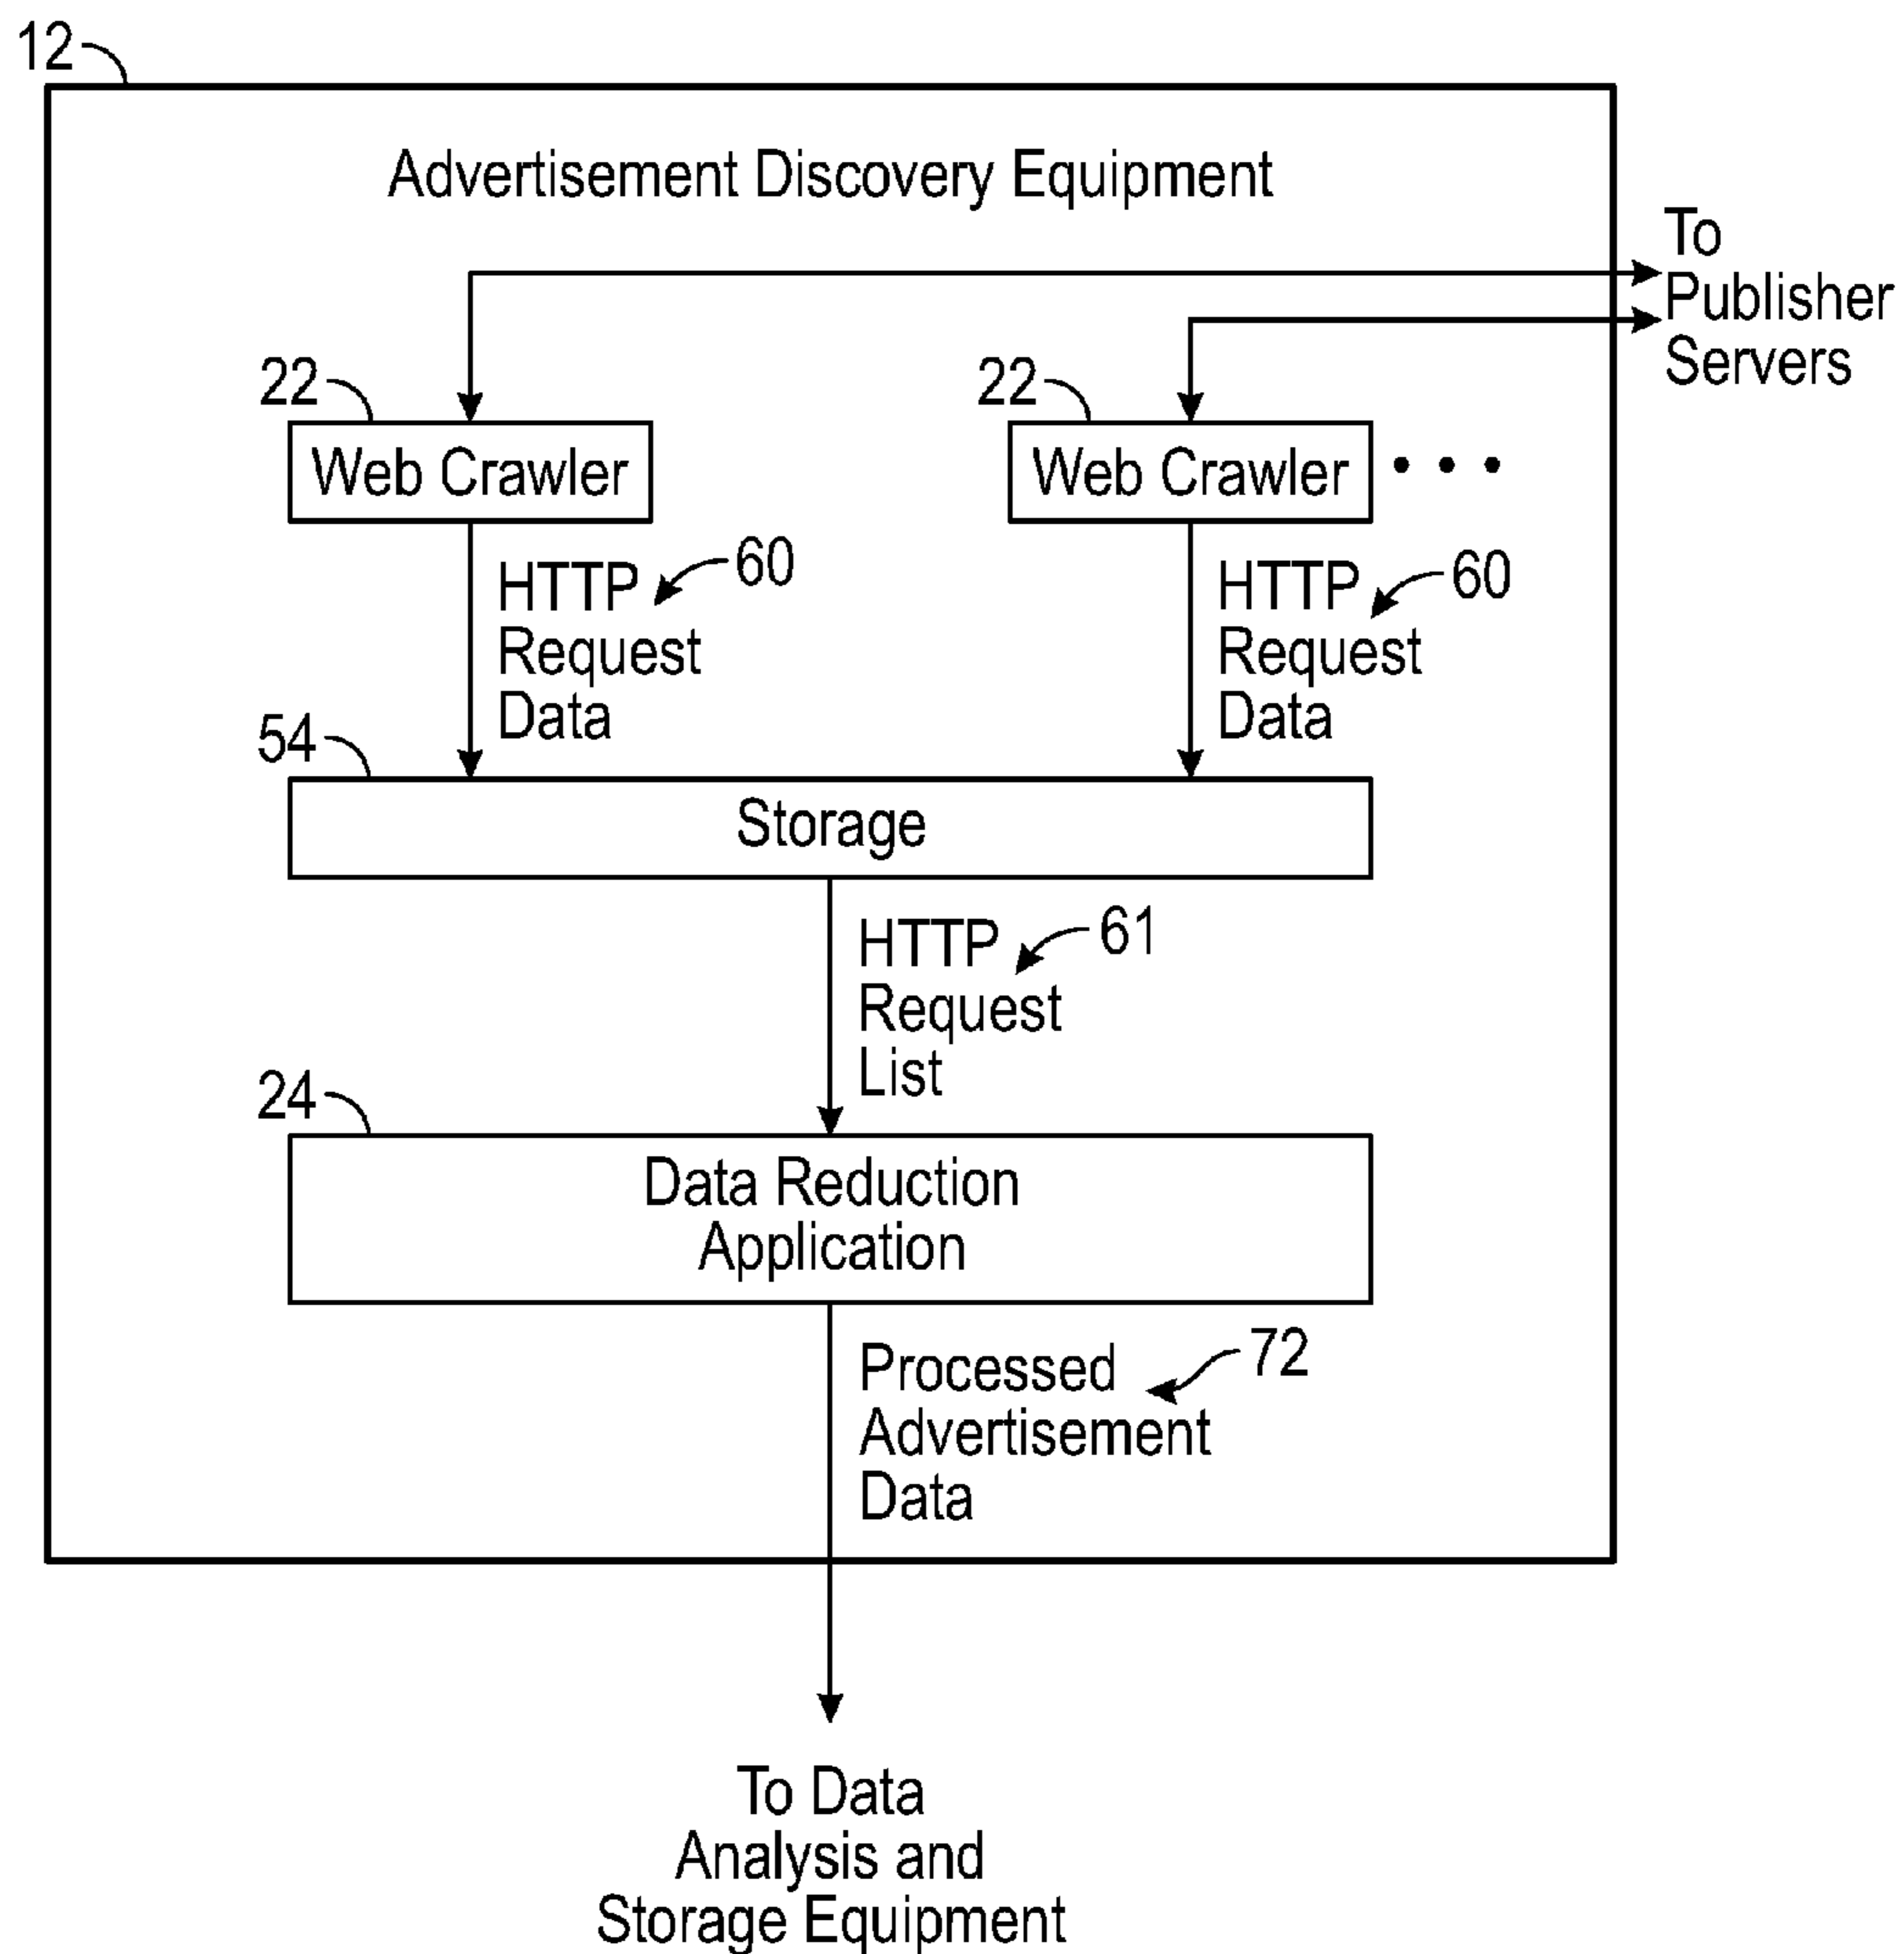 12
Advertisement Discovery Equipment
To
Publisher
Servers
22
22
Web Crawler
Web Crawler
HTTP
Request
Data
60
HTTP
Request
Data
60
54
Storage
HTTP
Request
List
61
24
Data Reduction
Application
Processed
Advertisement
Data
72
To Data
Analysis and
Storage Equipment